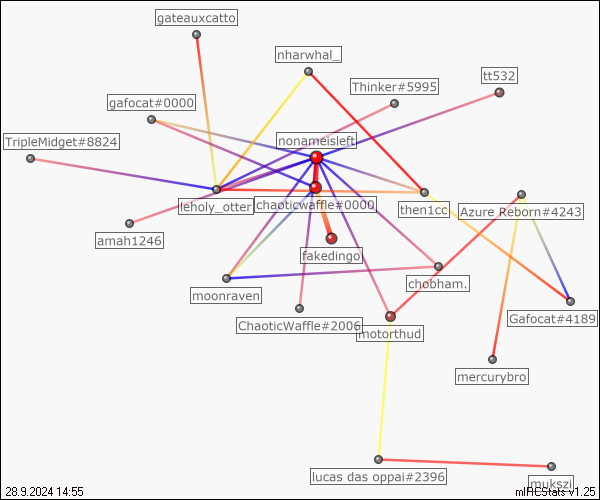 gateauxcatto
nharwhal_
tt532
Thinker#5995
gafocat#0000
TripleMidget#8824
nonameisleft
leholy_otter
chaoticwaffle#0000
then1cc
Azure Reborn#4243
amah1246
fakedingo
chobham.
moonraven
ChaoticWaffle#2006
motorthud
Gafocat#4189
mercurybro
lucas das oppai#2396
mukszi
28.9.2024 14:55
mIRCStats v1.25